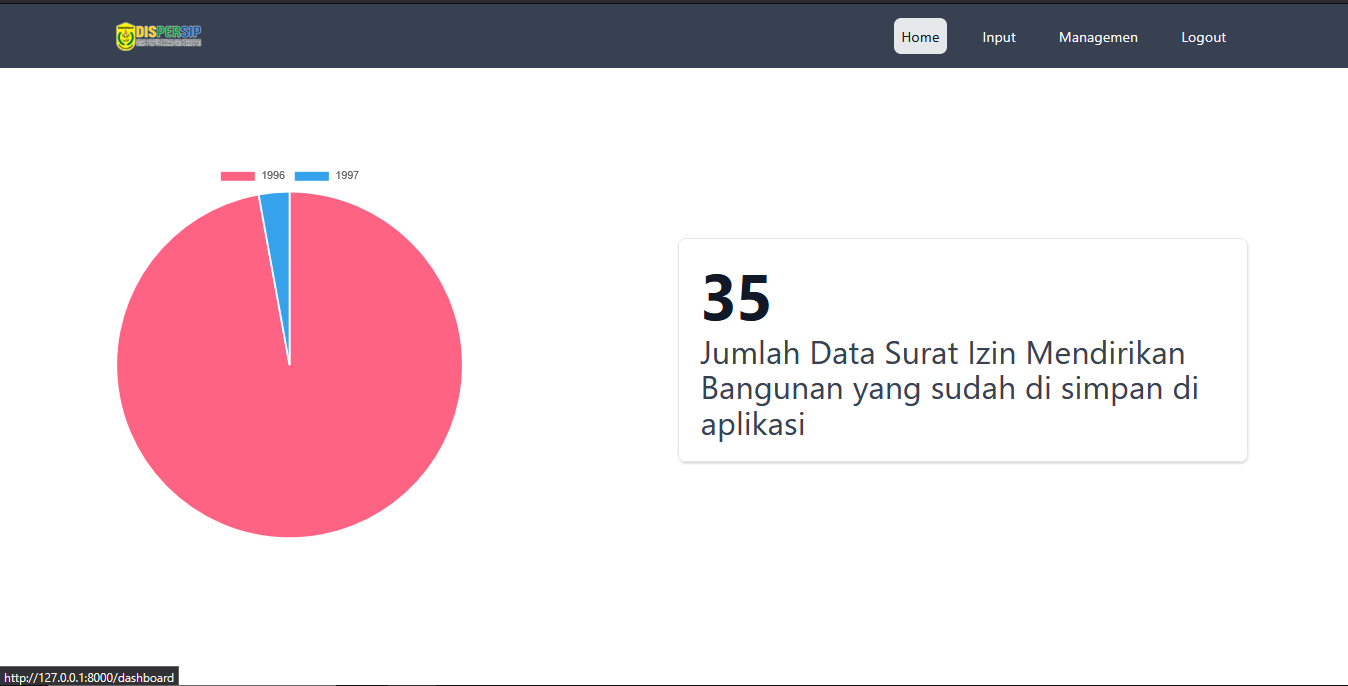 DISPERSIP
Home
Input
Managemen
Logout
1996
1997
35
Jumlah Data Surat Izin Mendirikan
Bangunan yang sudah di simpan di
aplikasi
http://127.0.0.1:8000/dashboard